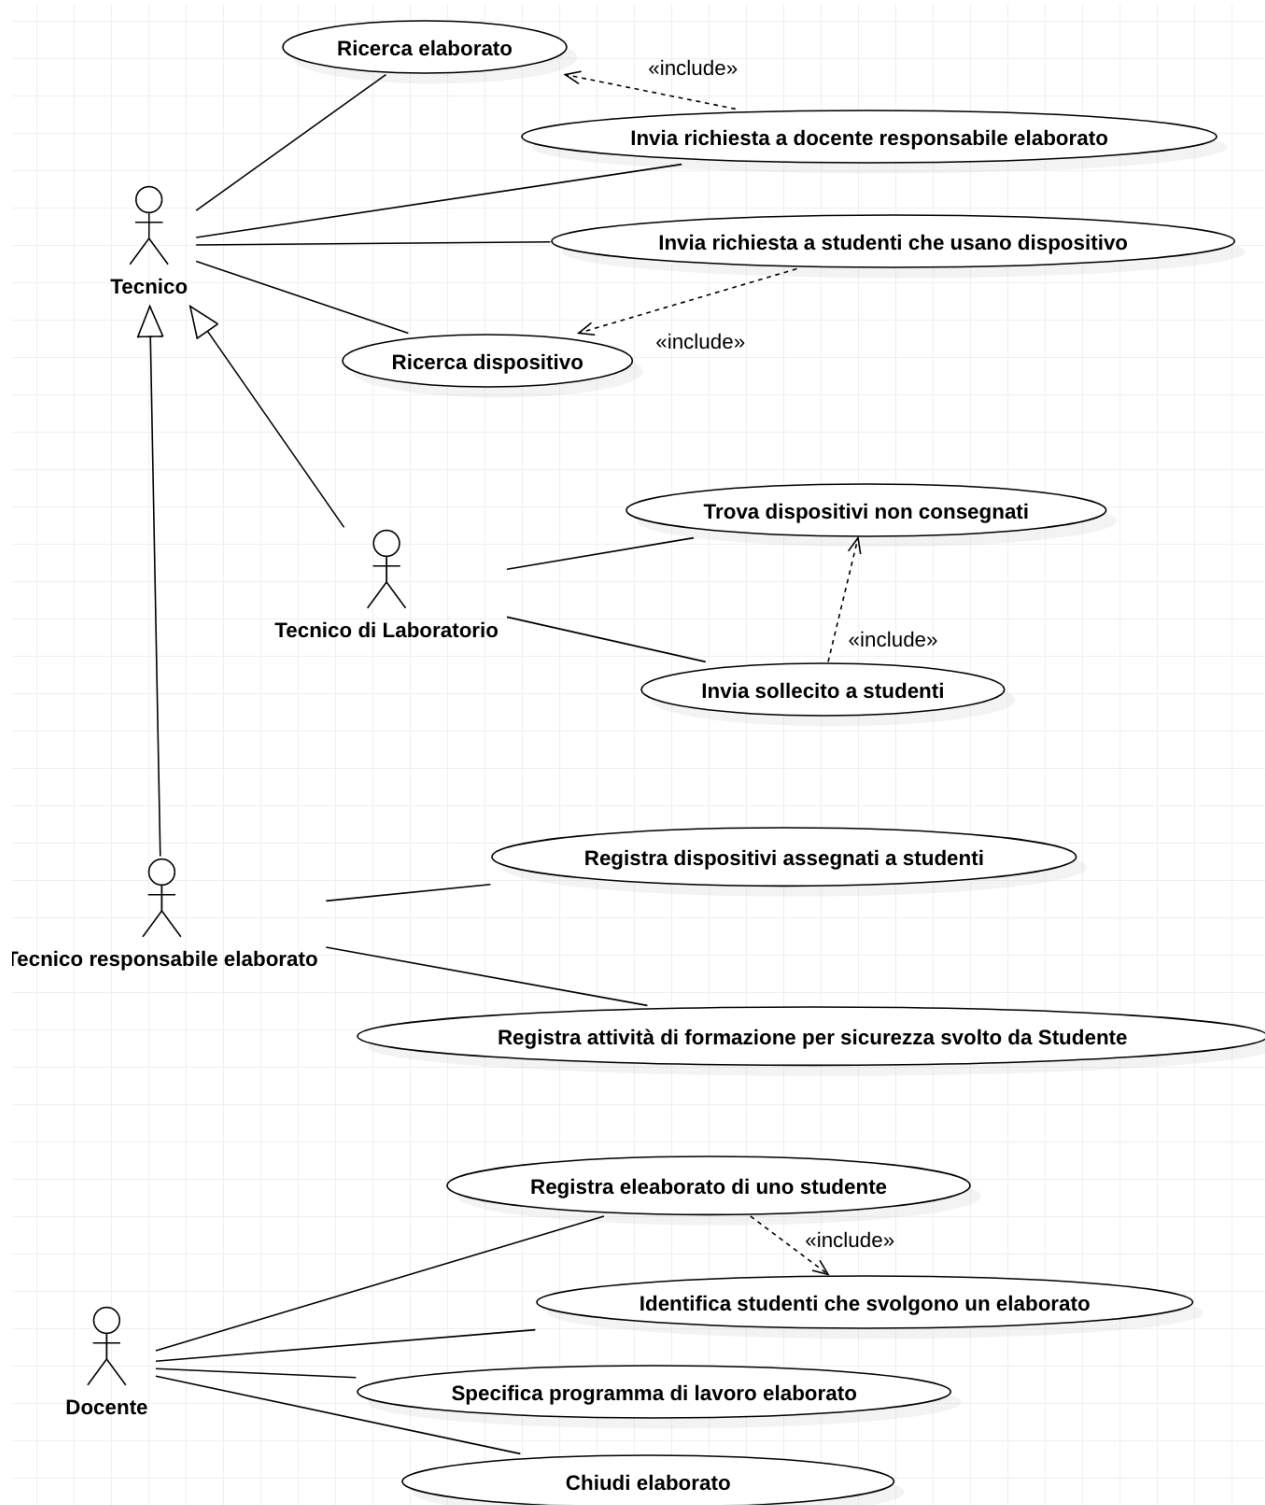 Ricerca elaborato
«include»
Invia richiesta a docente responsabile elaborato
Invia richiesta a studenti che usano dispositivo
Tecnico
«include»
Ricerca dispositivo
Trova dispositivi non consegnati
Tecnico di Laboratorio
«include»
Invia sollecito a studenti
Registra dispositivi assegnati a studenti
Tecnico responsabile elaborato
Registra attività di formazione per sicurezza svolto da Studente
Registra eleaborato di uno studente
«include»
Identifica studenti che svolgono un elaborato
Specifica programma di lavoro elaborato
Docente
Chiudi elaborato